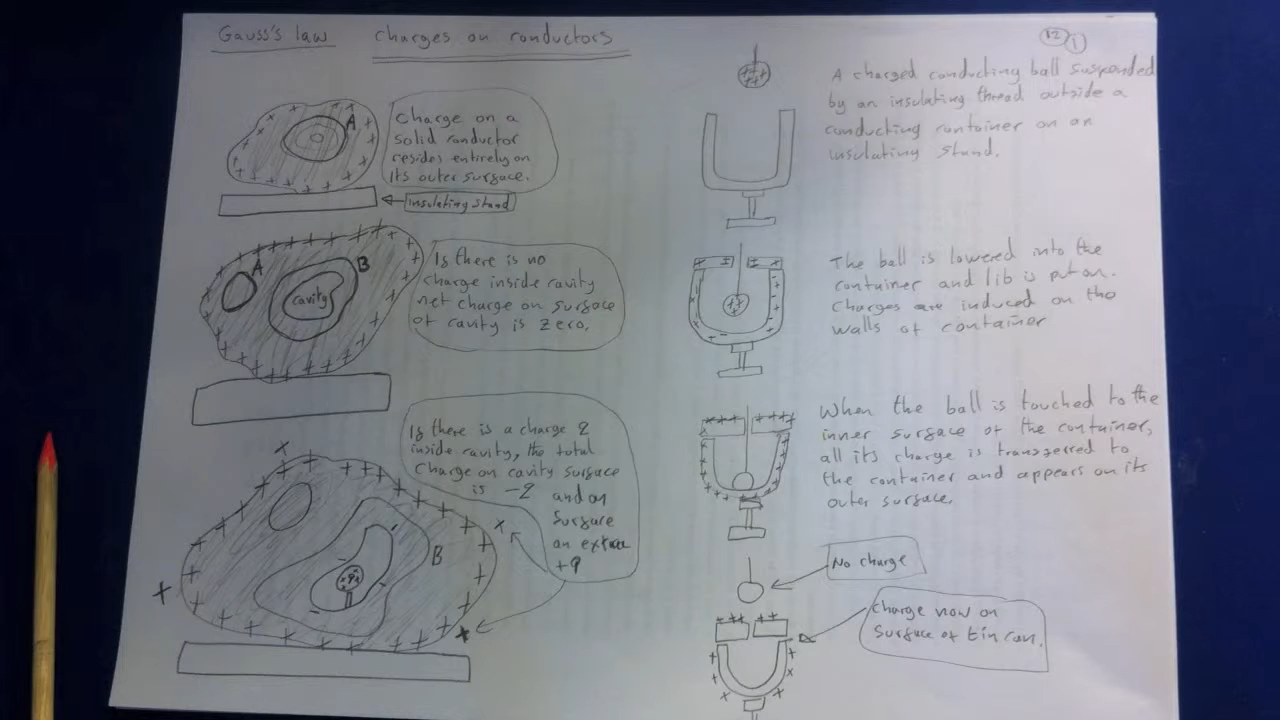 Gauss's law charges on conductors
12 1
A
Charge on a
solid conductor
resides entirely on
its outer surface.
insulating stand
A
B
cavity
Is there is no
charge inside cavity
net charge on surface
of cavity is zero.
Is there is a charge q
inside cavity, the total
Charge on cavity surface
is -q
and on
surface
an extra
+q
B
A charged conducting ball suspended
by an insulating thread outside a
conducting container on an
insulating stand.
The ball is lowered into the
container and lib is put on.
Charges are induced on the
walls of container
When the ball is touched to the
inner surface of the container,
all its charge is transferred to
the container and appears on its
outer surface.
No charge
Charge now on
surface of tin can.